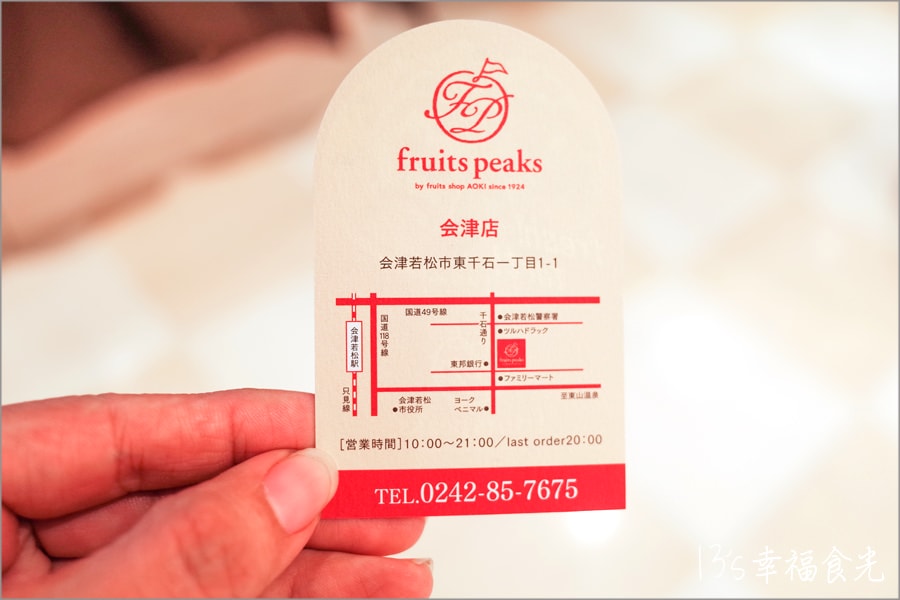 FP
fruits peaks
by fruits shop AOKI since 1924
会津店
会津若松市東千石一丁目1-1
国道49号線
千石通り
●会津若松警察署
●ツルハドラッグ
国道118号線
会津若松駅
fruits peaks
東邦銀行●
●ファミリーマート
只見線
会津若松
●市役所
ヨーク
ベニマル●
至東山温泉
[営業時間]10:00～21:00／last order20:00
TEL.0242-85-7675
13's幸福食光